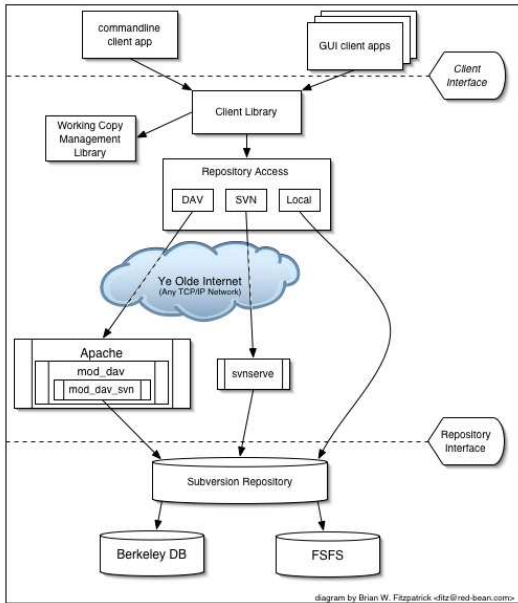 commandline
client app
GUI client apps
Client
Interface
Client Library
Working Copy
Management
Library
Repository Access
DAV
SVN
Local
Ye Olde Internet
(Any TCP/IP Network)
Apache
mod_dav
mod_dav_svn
svnserve
Repository
Interface
Subversion Repository
Berkeley DB
FSFS
diagram by Brian W. Fitzpatrick <fitz@red-bean.com>